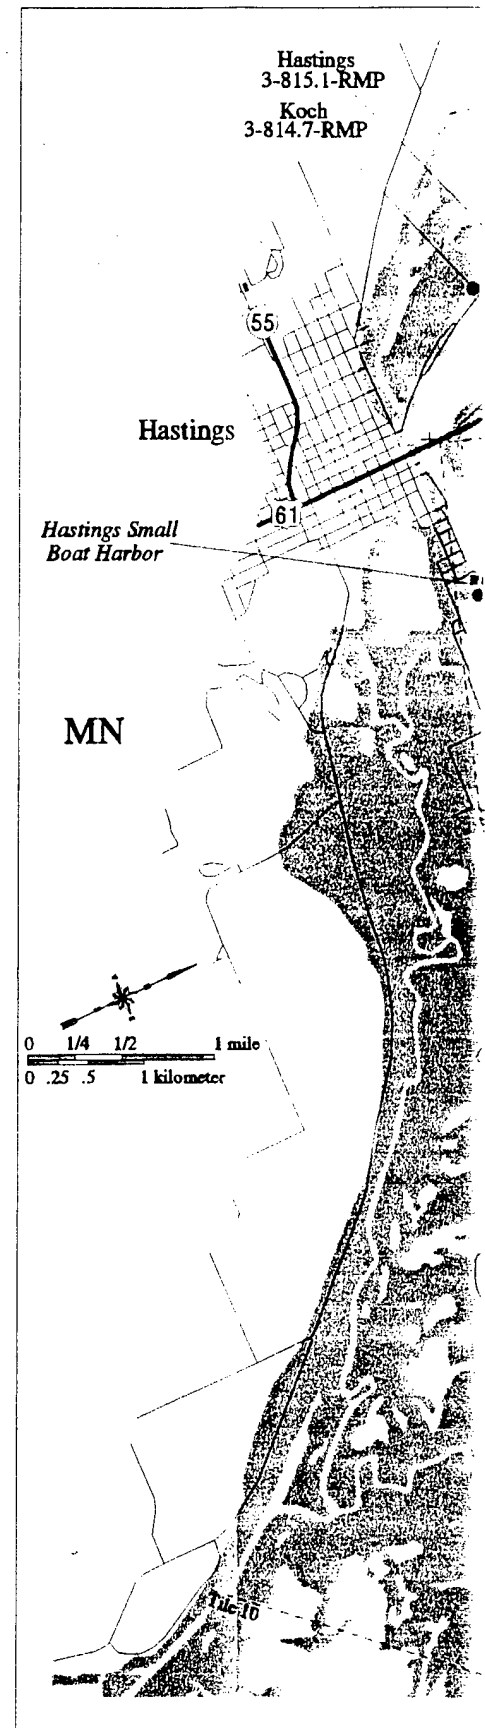 Hastings
3-815.1-RMP
Koch
3-814.7-RMP
55
Hastings
61
Hastings Small
Boat Harbor
MN
0 1/4 1/2 1 mile
0 .25 .5 1 kilometer
Tile 10